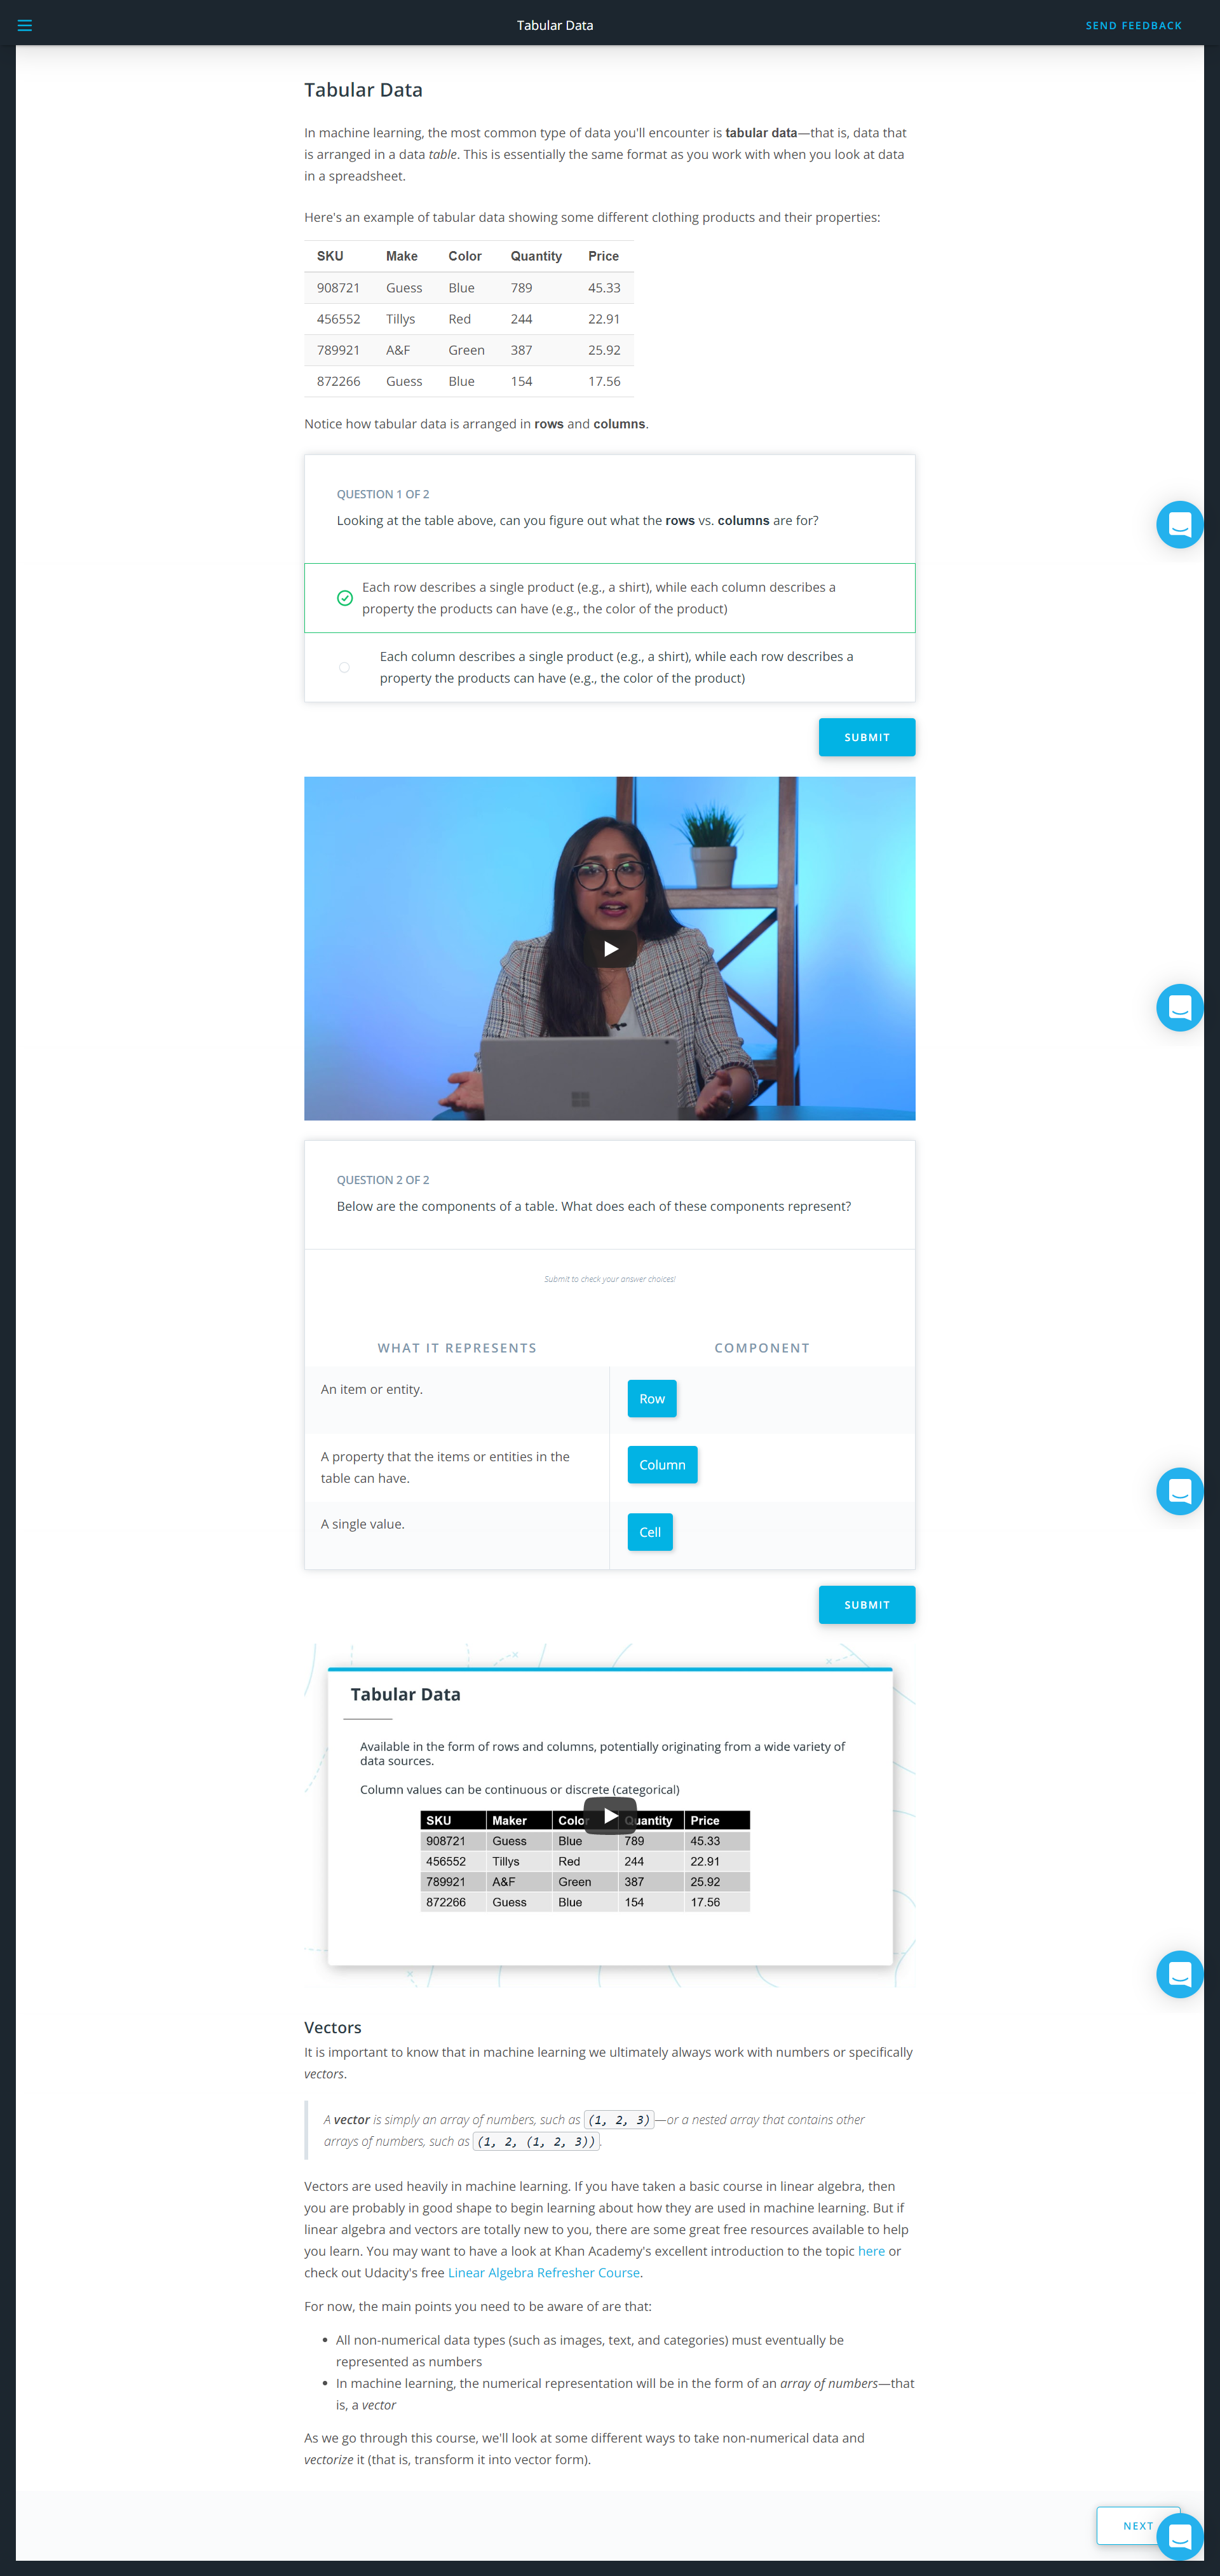 Tabular Data
SEND FEEDBACK
Tabular Data
In machine learning, the most common type of data you'll encounter is tabular data—that is, data that
is arranged in a data table. This is essentially the same format as you work with when you look at data
in a spreadsheet.
Here's an example of tabular data showing some different clothing products and their properties:
SKU Make Color Quantity Price
908721 Guess Blue 789 45.33
456552 Tillys Red 244 22.91
789921 A&F Green 387 25.92
872266 Guess Blue 154 17.56
Notice how tabular data is arranged in rows and columns.
QUESTION 1 OF 2
Looking at the table above, can you figure out what the rows vs. columns are for?
Each row describes a single product (e.g., a shirt), while each column describes a
property the products can have (e.g., the color of the product)
Each column describes a single product (e.g., a shirt), while each row describes a
property the products can have (e.g., the color of the product)
SUBMIT
QUESTION 2 OF 2
Below are the components of a table. What does each of these components represent?
Submit to check your answer choices!
WHAT IT REPRESENTS COMPONENT
An item or entity. Row
A property that the items or entities in the
table can have.
Column
A single value. Cell
SUBMIT
Tabular Data
Available in the form of rows and columns, potentially originating from a wide variety of
data sources.
Column values can be continuous or discrete (categorical)
SKU Maker Color Quantity Price
908721 Guess Blue 789 45.33
456552 Tillys Red 244 22.91
789921 A&F Green 387 25.92
872266 Guess Blue 154 17.56
Vectors
It is important to know that in machine learning we ultimately always work with numbers or specifically
vectors.
A vector is simply an array of numbers, such as (1, 2, 3)—or a nested array that contains other
arrays of numbers, such as (1, 2, (1, 2, 3)).
Vectors are used heavily in machine learning. If you have taken a basic course in linear algebra, then
you are probably in good shape to begin learning about how they are used in machine learning. But if
linear algebra and vectors are totally new to you, there are some great free resources available to help
you learn. You may want to have a look at Khan Academy's excellent introduction to the topic here or
check out Udacity's free Linear Algebra Refresher Course.
For now, the main points you need to be aware of are that:
• All non-numerical data types (such as images, text, and categories) must eventually be
represented as numbers
• In machine learning, the numerical representation will be in the form of an array of numbers—that
is, a vector
As we go through this course, we'll look at some different ways to take non-numerical data and
vectorize it (that is, transform it into vector form).
NEXT